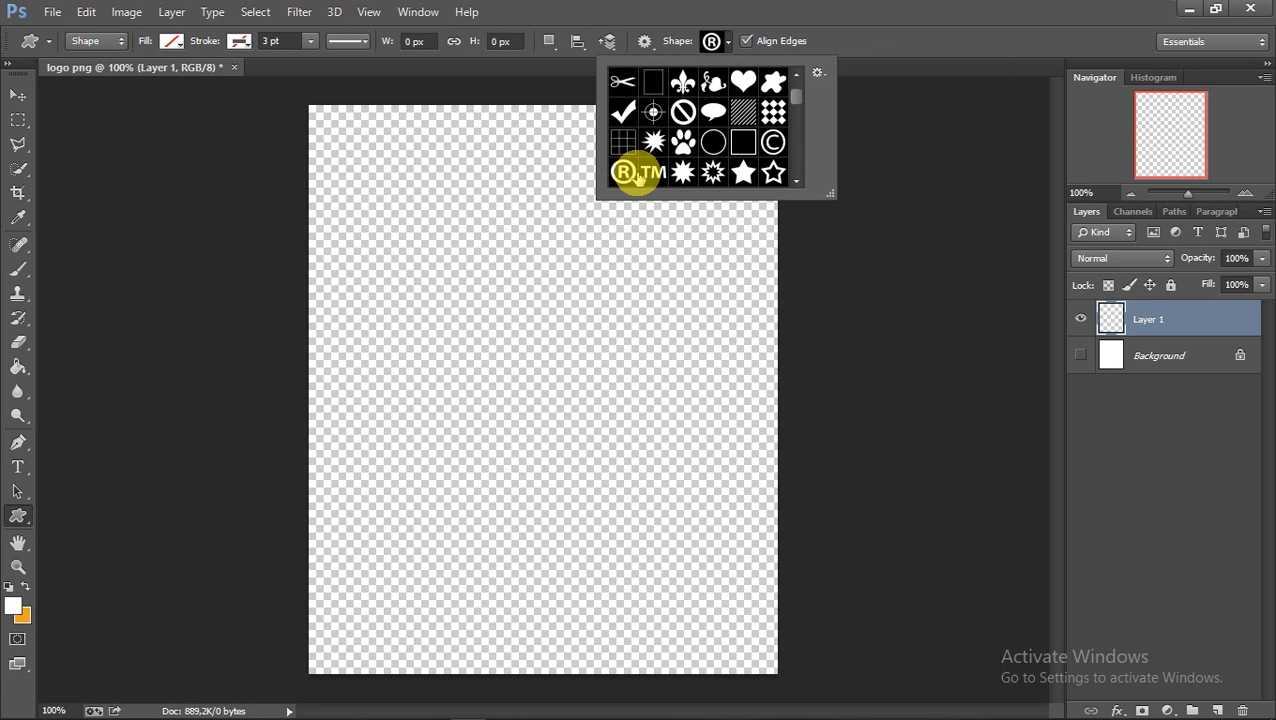 Ps File Edit Image Layer Type Select Filter 3D View Window Help
Shape Fill: Stroke: 3 pt W: 0 px H: 0 px Shape: ® Align Edges Essentials
logo png @ 100% (Layer 1, RGB/8) * ×
Navigator Histogram
©
® TM
100%
Layers Channels Paths Paragraph
Kind T
Normal Opacity: 100%
Lock: Fill: 100%
Layer 1
Background
T
Activate Windows
Go to Settings to activate Windows.
100% Doc: 889,2K/0 bytes fx